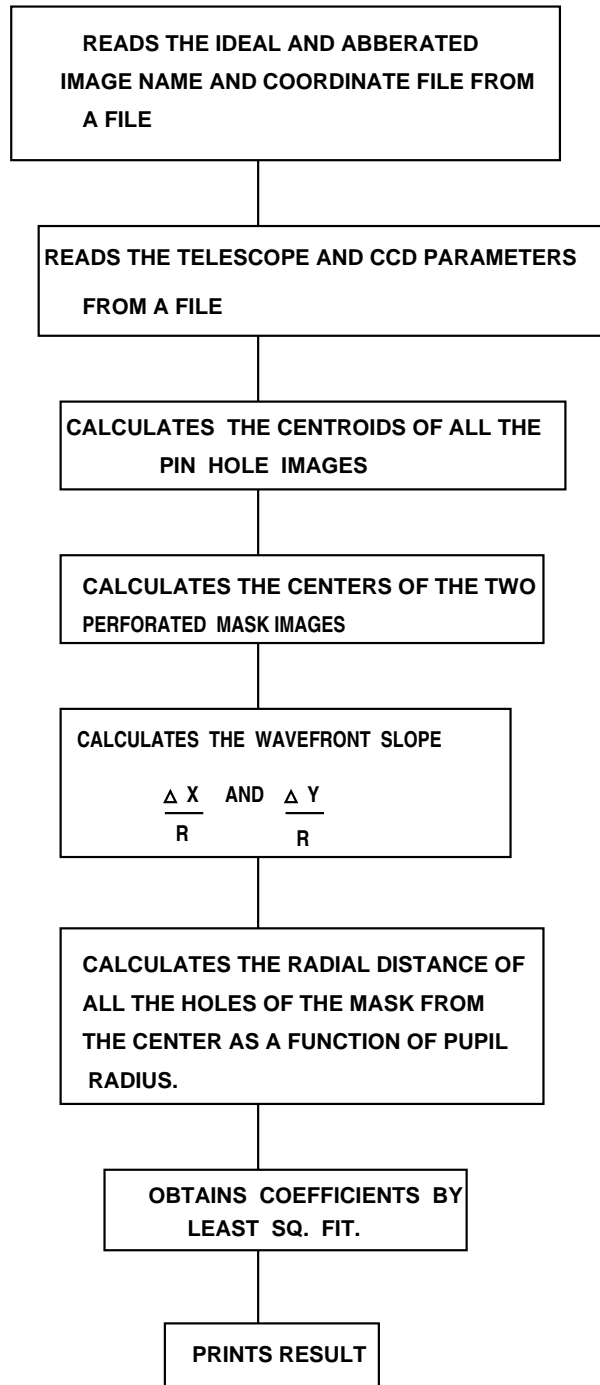 READS THE IDEAL AND ABBERATED
IMAGE NAME AND COORDINATE FILE FROM
A FILE
READS THE TELESCOPE AND CCD PARAMETERS
FROM A FILE
CALCULATES THE CENTROIDS OF ALL THE
PIN HOLE IMAGES
CALCULATES THE CENTERS OF THE TWO
PERFORATED MASK IMAGES
CALCULATES THE WAVEFRONT SLOPE
△ X AND △ Y
R R
CALCULATES THE RADIAL DISTANCE OF
ALL THE HOLES OF THE MASK FROM
THE CENTER AS A FUNCTION OF PUPIL
RADIUS.
OBTAINS COEFFICIENTS BY
LEAST SQ. FIT.
PRINTS RESULT